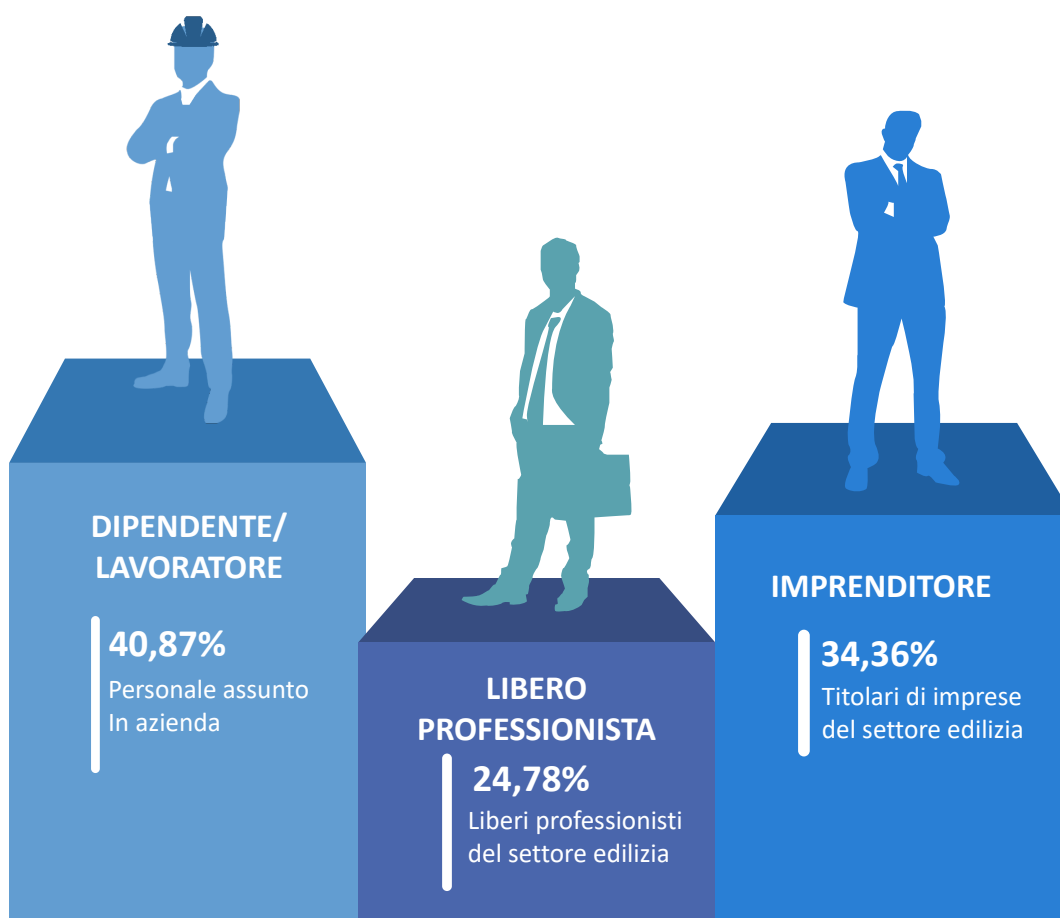 DIPENDENTE/
LAVORATORE
40,87%
Personale assunto
In azienda
LIBERO
PROFESSIONISTA
24,78%
Liberi professionisti
del settore edilizia
IMPRENDITORE
34,36%
Titolari di imprese
del settore edilizia